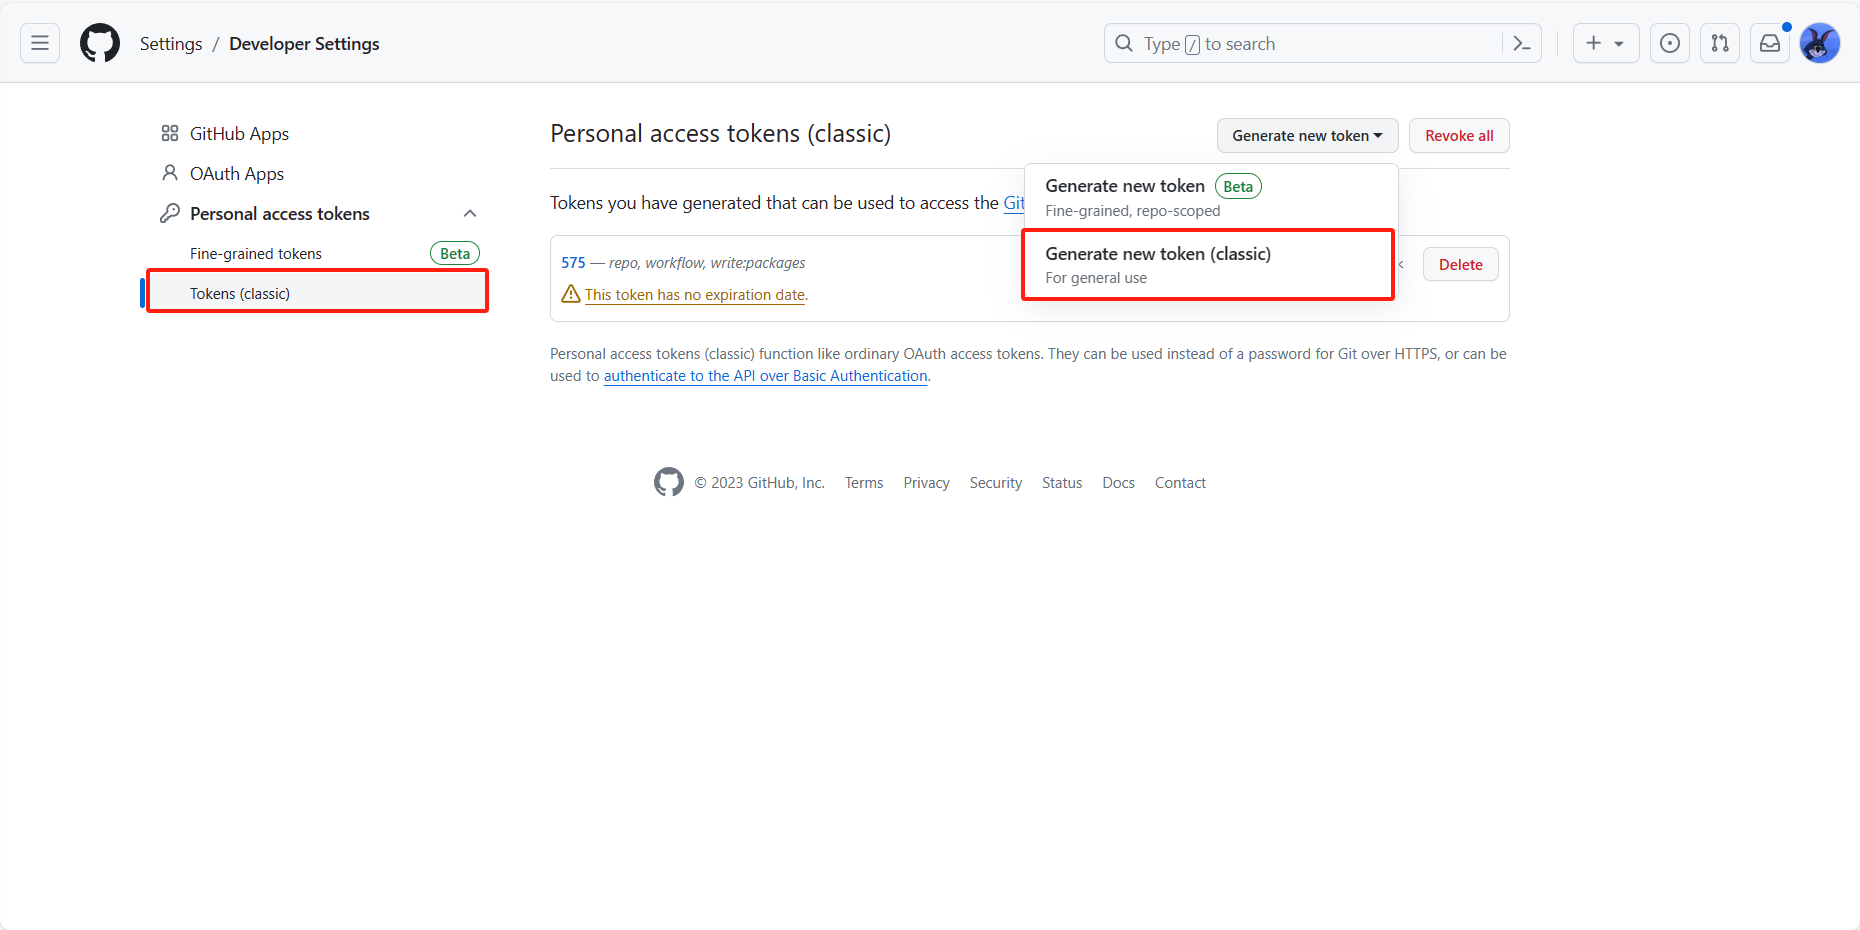 Settings / Developer Settings
Type / to search
GitHub Apps
OAuth Apps
Personal access tokens
Fine-grained tokens Beta
Tokens (classic)
Personal access tokens (classic)
Generate new token
Revoke all
Generate new token Beta
Fine-grained, repo-scoped
Generate new token (classic)
For general use
Tokens you have generated that can be used to access the Git
575 — repo, workflow, write:packages
Delete
This token has no expiration date.
Personal access tokens (classic) function like ordinary OAuth access tokens. They can be used instead of a password for Git over HTTPS, or can be
used to authenticate to the API over Basic Authentication.
© 2023 GitHub, Inc. Terms Privacy Security Status Docs Contact